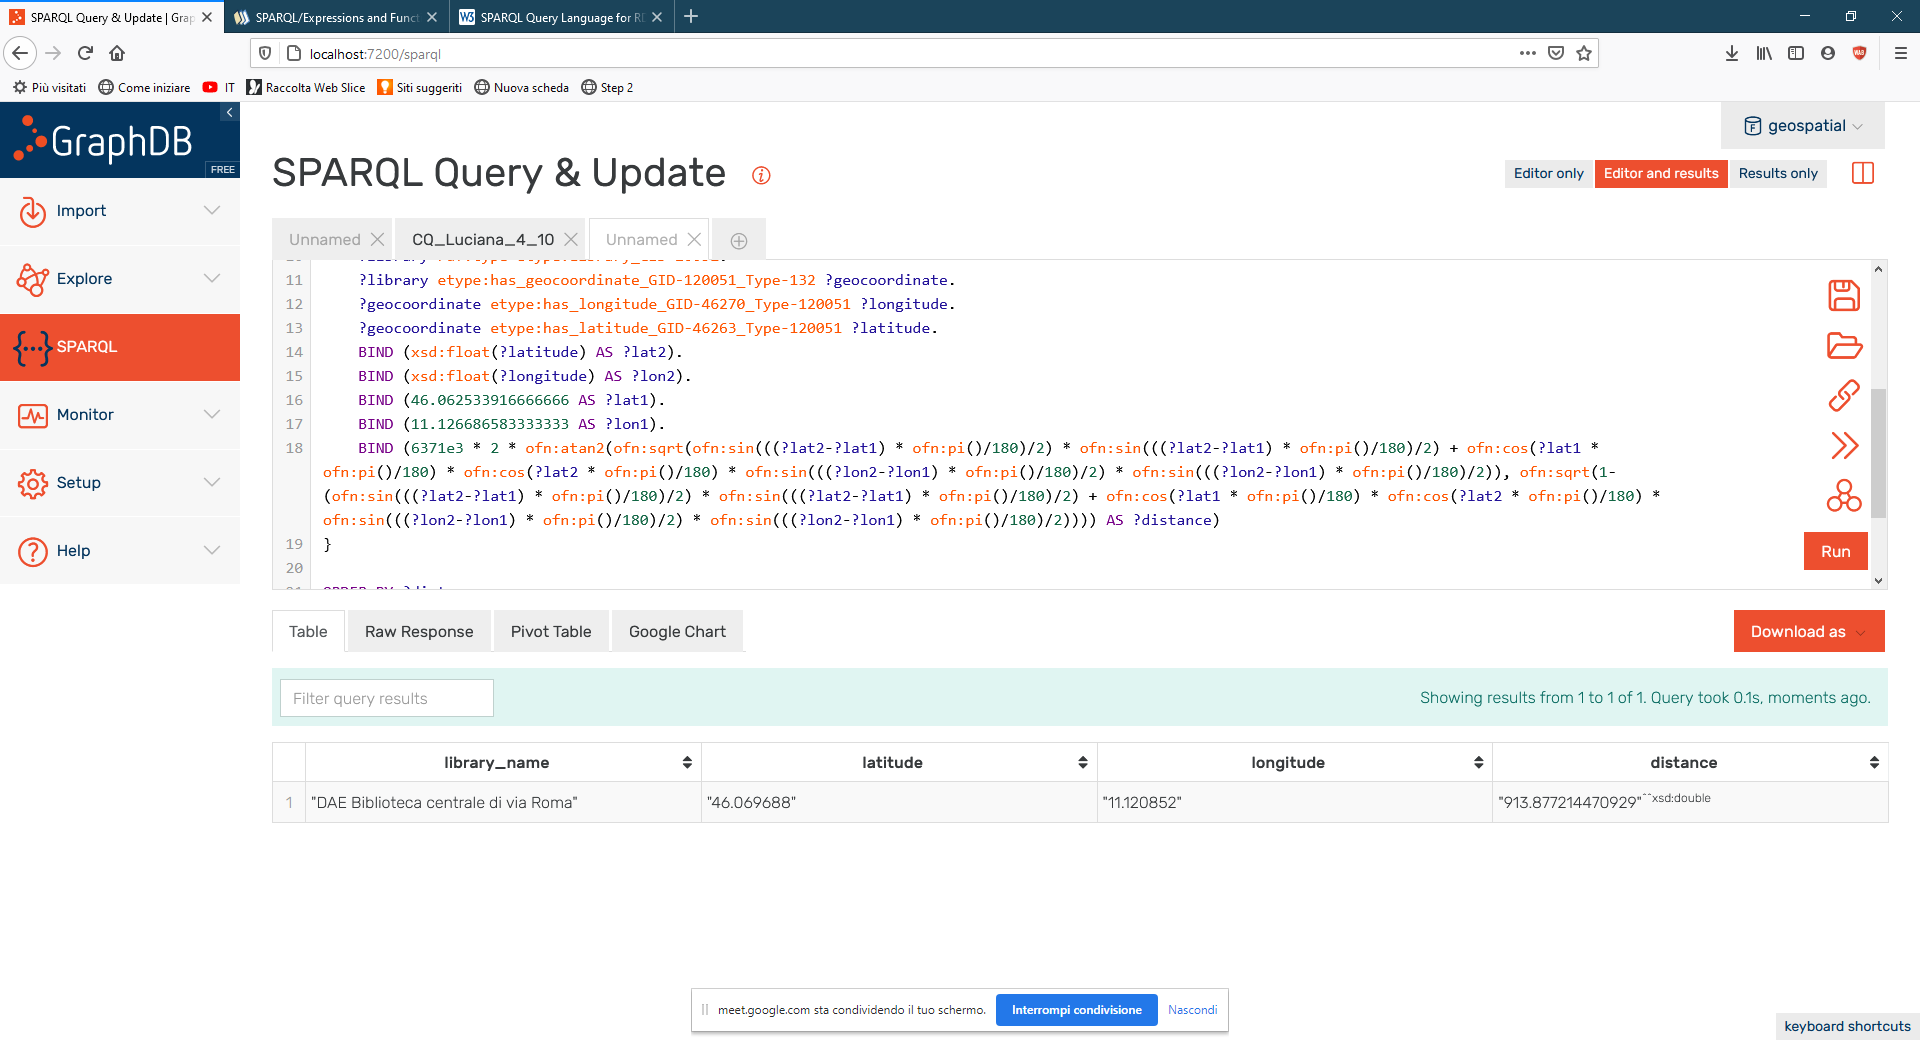 SPARQL Query & Update | Grap
SPARQL/Expressions and Funct
SPARQL Query Language for RD
localhost:7200/sparql
Più visitati
Come iniziare
IT
Raccolta Web Slice
Siti suggeriti
Nuova scheda
Step 2
GraphDB
FREE
geospatial
SPARQL Query & Update
Editor only
Editor and results
Results only
Import
Explore
SPARQL
Monitor
Setup
Help
Unnamed
CQ_Luciana_4_10
Unnamed
11 ?library etype:has_geocoordinate_GID-120051_Type-132 ?geocoordinate.
12 ?geocoordinate etype:has_longitude_GID-46270_Type-120051 ?longitude.
13 ?geocoordinate etype:has_latitude_GID-46263_Type-120051 ?latitude.
14 BIND (xsd:float(?latitude) AS ?lat2).
15 BIND (xsd:float(?longitude) AS ?lon2).
16 BIND (46.062533916666666 AS ?lat1).
17 BIND (11.126686583333333 AS ?lon1).
18 BIND (6371e3 * 2 * ofn:atan2(ofn:sqrt(ofn:sin(((?lat2-?lat1) * ofn:pi()/180)/2) * ofn:sin(((?lat2-?lat1) * ofn:pi()/180)/2) + ofn:cos(?lat1 *
ofn:pi()/180) * ofn:cos(?lat2 * ofn:pi()/180) * ofn:sin(((?lon2-?lon1) * ofn:pi()/180)/2) * ofn:sin(((?lon2-?lon1) * ofn:pi()/180)/2)), ofn:sqrt(1-
(ofn:sin(((?lat2-?lat1) * ofn:pi()/180)/2) * ofn:sin(((?lat2-?lat1) * ofn:pi()/180)/2) + ofn:cos(?lat1 * ofn:pi()/180) * ofn:cos(?lat2 * ofn:pi()/180) *
ofn:sin(((?lon2-?lon1) * ofn:pi()/180)/2) * ofn:sin(((?lon2-?lon1) * ofn:pi()/180)/2)))) AS ?distance)
19 }
20
Run
Table
Raw Response
Pivot Table
Google Chart
Download as
Filter query results
Showing results from 1 to 1 of 1. Query took 0.1s, moments ago.
library_name latitude longitude distance
1 "DAE Biblioteca centrale di via Roma" "46.069688" "11.120852" "913.877214470929"^^xsd:double
meet.google.com sta condividendo il tuo schermo.
Interrompi condivisione
Nascondi
keyboard shortcuts